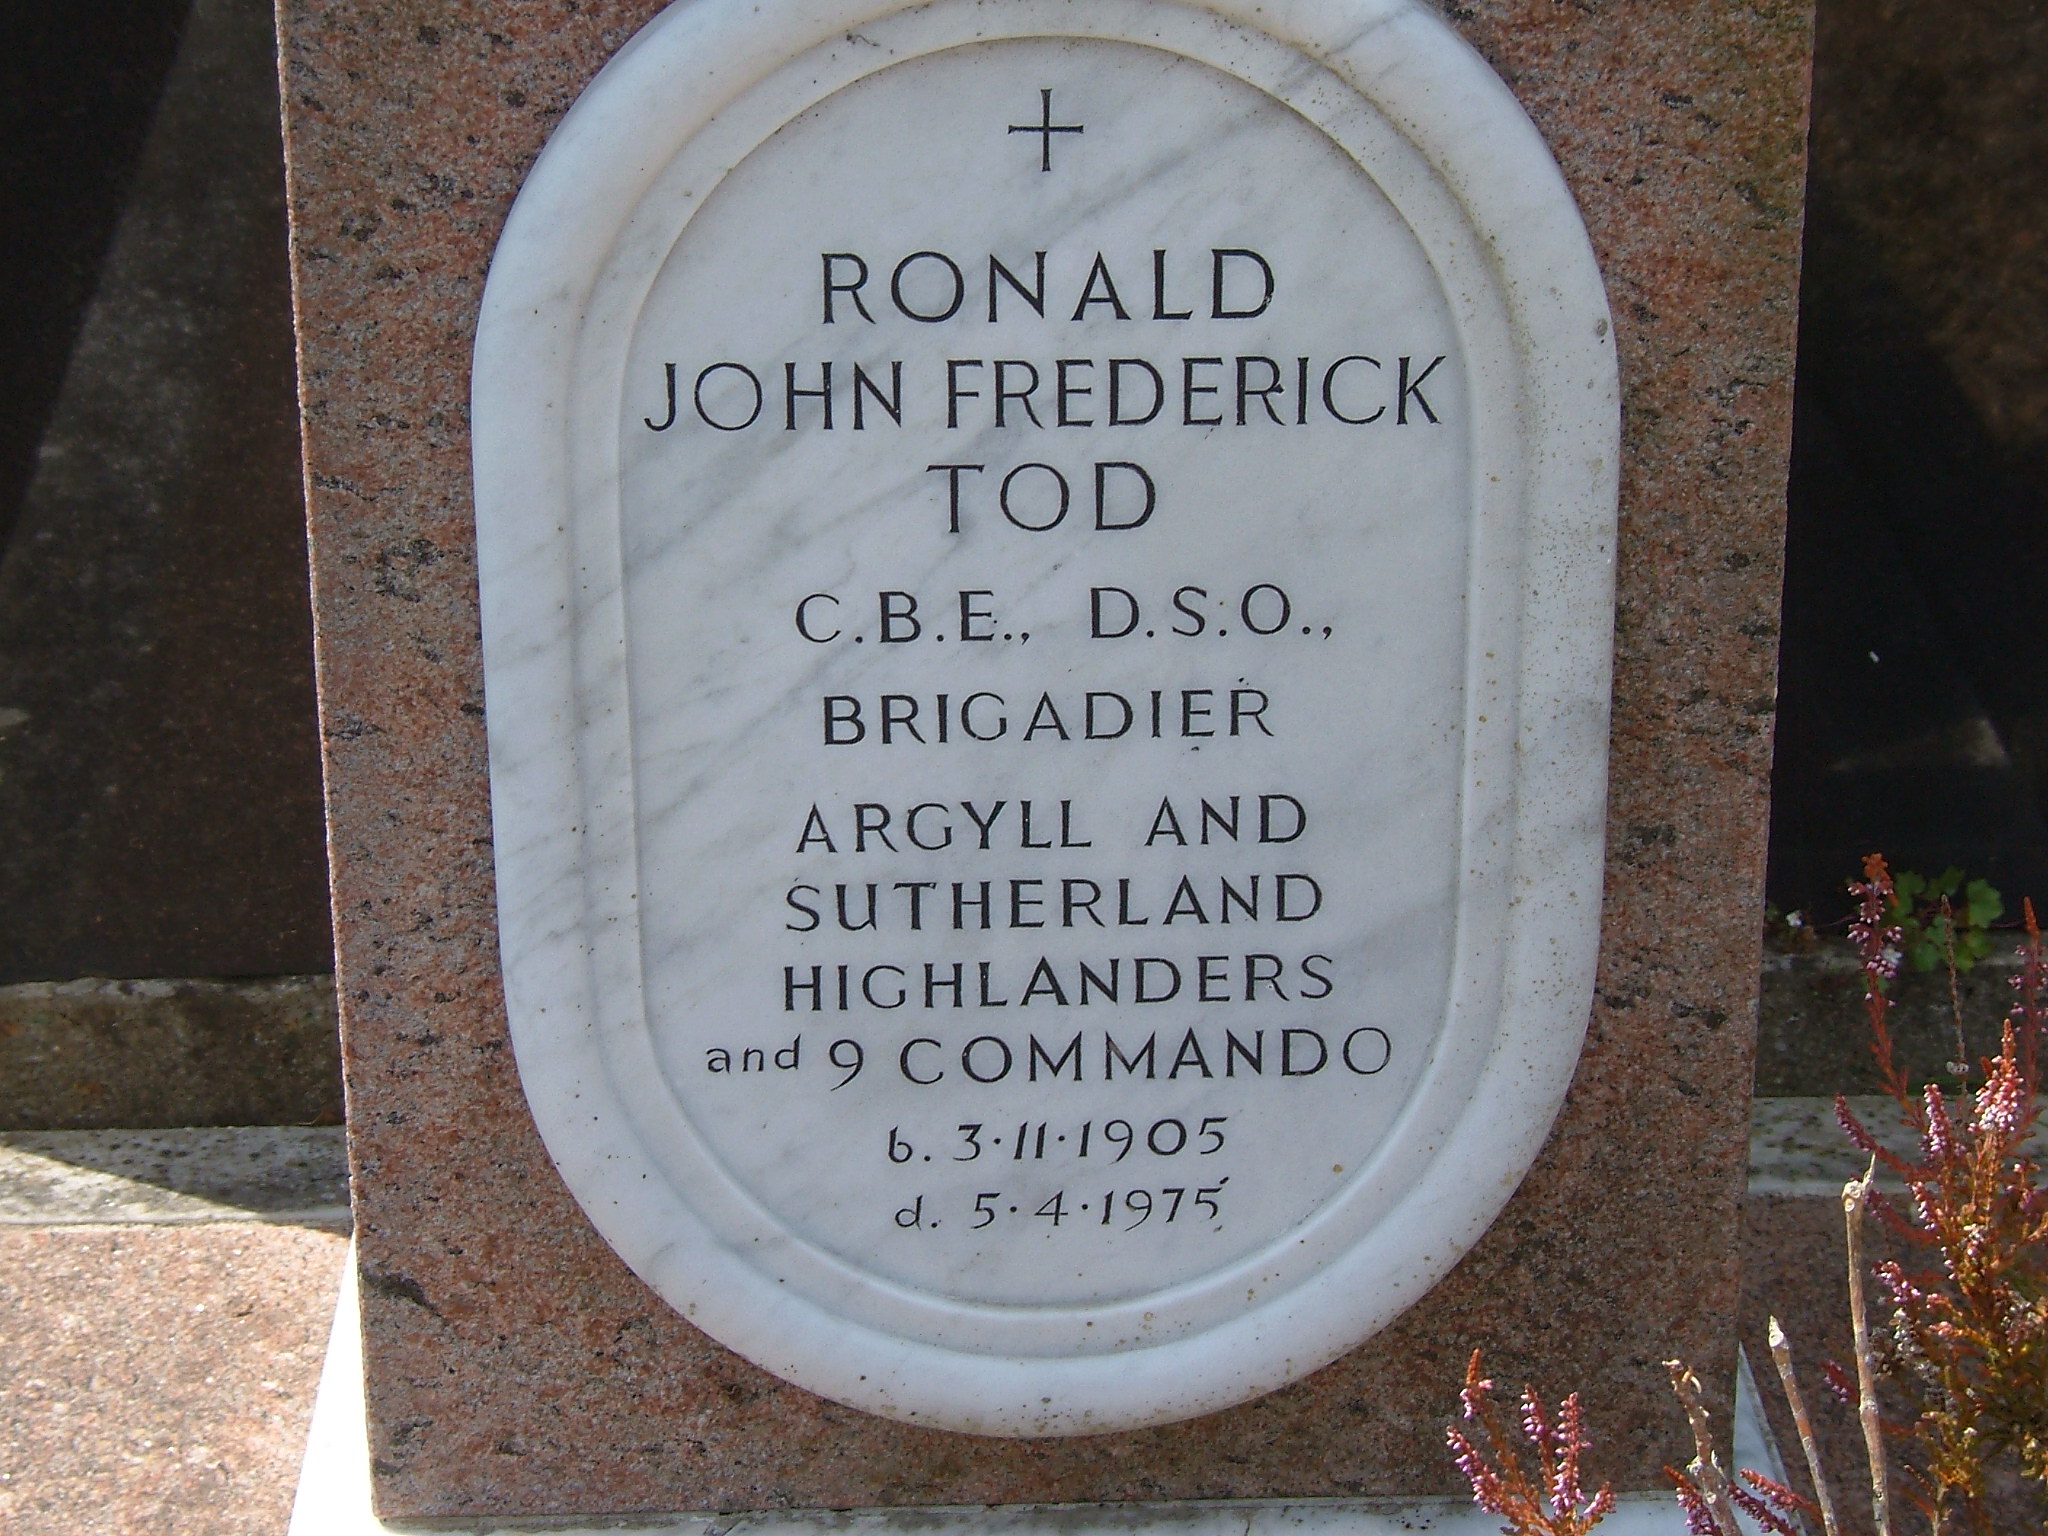 RONALD
JOHN FREDERICK
TOD
C.B.E., D.S.O.,
BRIGADIER
ARGYLL AND
SUTHERLAND
HIGHLANDERS
and 9 COMMANDO
b. 3·11·1905
d. 5·4·1975